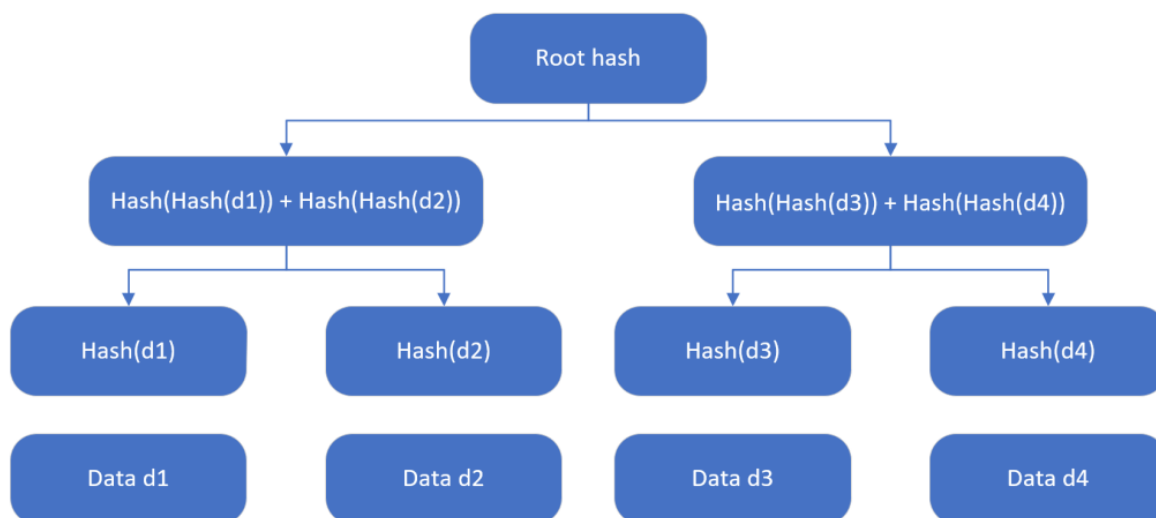 Root hash
Hash(Hash(d1)) + Hash(Hash(d2))
Hash(Hash(d3)) + Hash(Hash(d4))
Hash(d1)
Hash(d2)
Hash(d3)
Hash(d4)
Data d1
Data d2
Data d3
Data d4